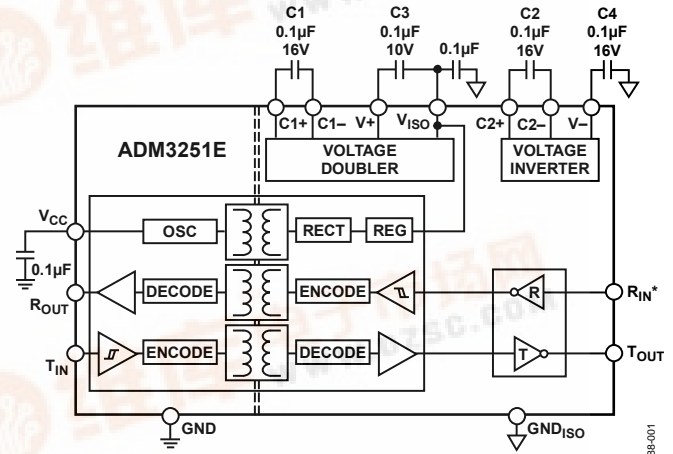 C1 C3 C2 C4
0.1µF 0.1µF 0.1µF 0.1µF
16V 10V 0.1µF 16V 16V
C1+ C1– V+ VISO C2+ C2– V–
ADM3251E
VOLTAGE
DOUBLER
VOLTAGE
INVERTER
VCC
OSC RECT REG
0.1µF
ROUT
DECODE ENCODE R RIN*
TIN
ENCODE DECODE T TOUT
GND GNDISO